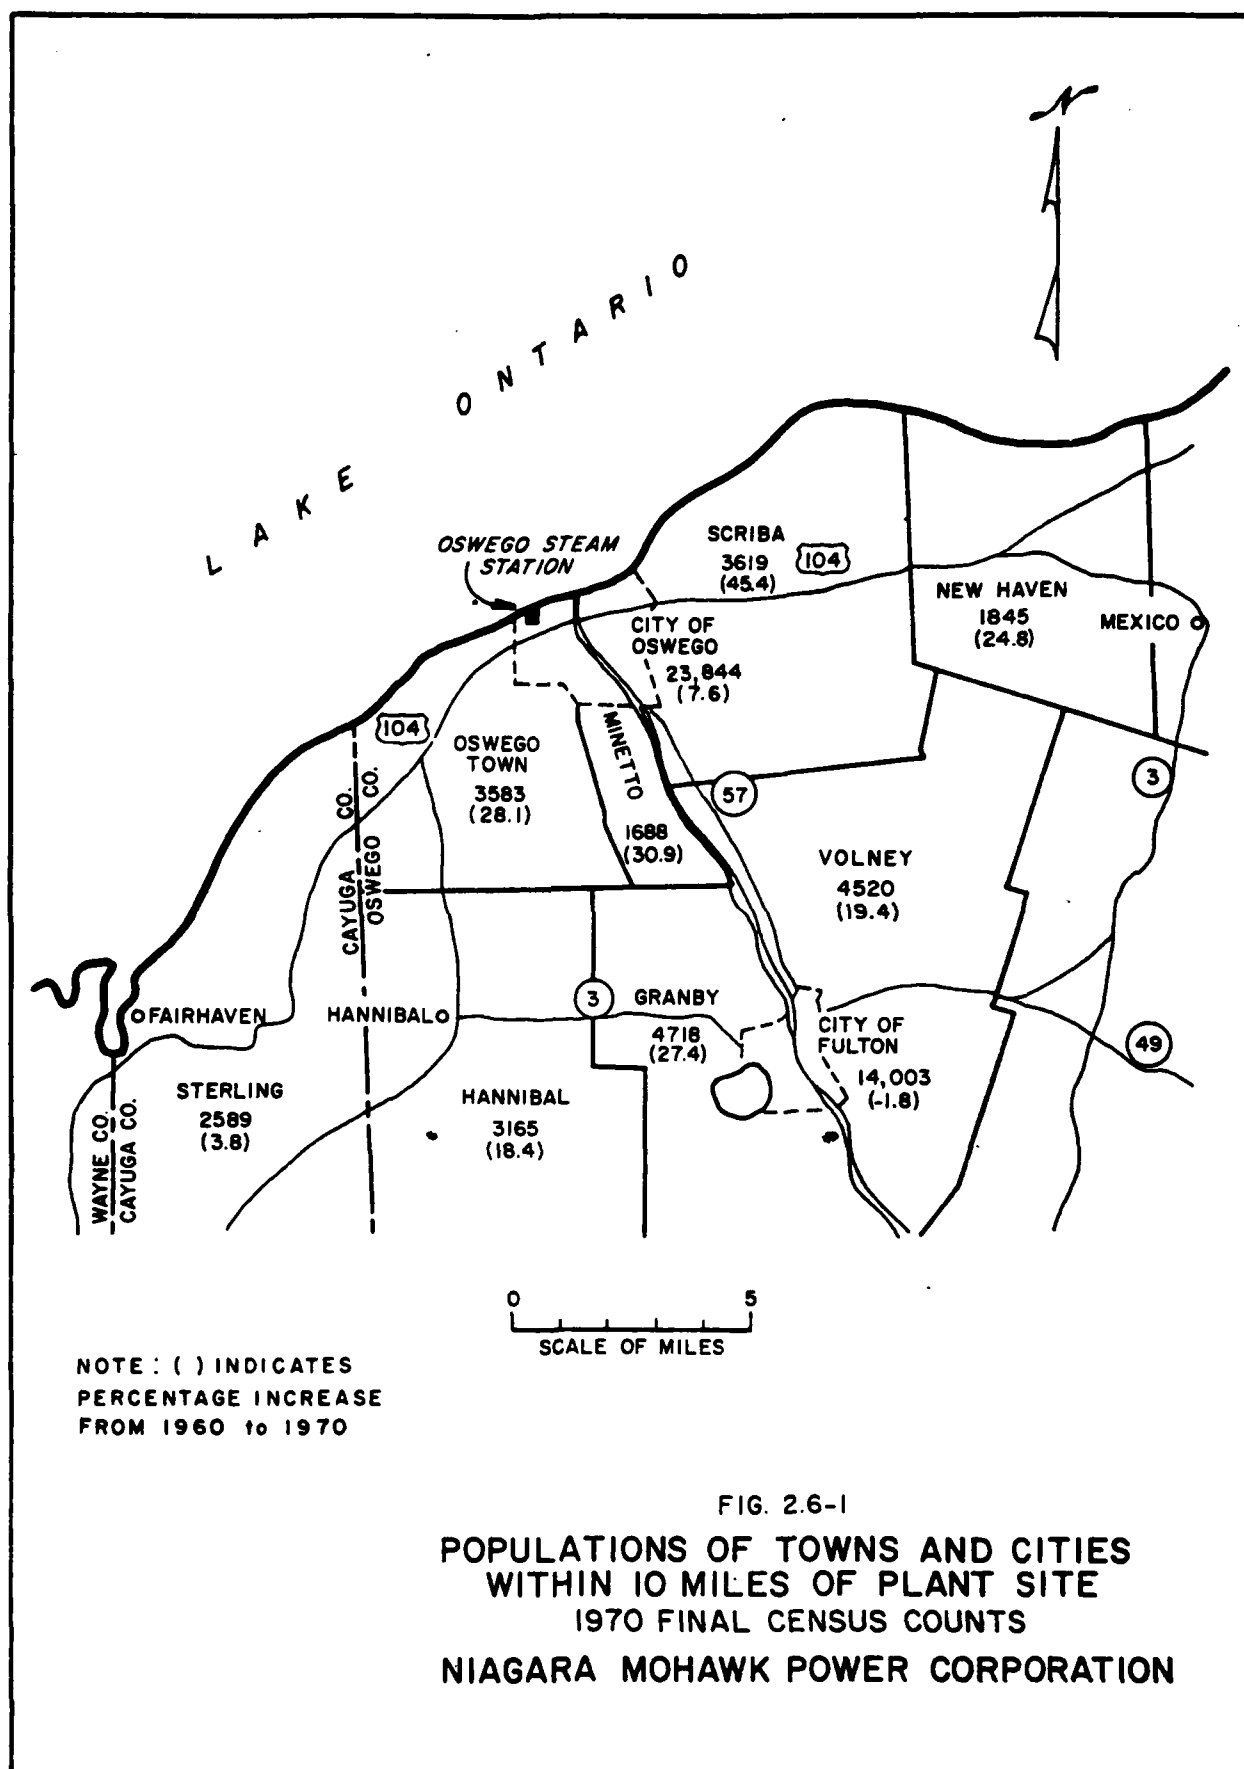 N
LAKE ONTARIO
OSWEGO STEAM
STATION
SCRIBA
3619
(45.4)
104
NEW HAVEN
1845
(24.8)
MEXICO
CITY OF
OSWEGO
23,844
(7.6)
104
OSWEGO
TOWN
3583
(28.1)
MINETTO
1688
(30.9)
57
3
VOLNEY
4520
(19.4)
CAYUGA CO.
OSWEGO CO.
FAIRHAVEN
HANNIBAL
3
GRANBY
4718
(27.4)
CITY OF
FULTON
14,003
(-1.8)
49
STERLING
2589
(3.8)
HANNIBAL
3165
(18.4)
WAYNE CO.
CAYUGA CO.
0 5
SCALE OF MILES
NOTE: ( ) INDICATES
PERCENTAGE INCREASE
FROM 1960 to 1970
FIG. 2.6-1
POPULATIONS OF TOWNS AND CITIES
WITHIN 10 MILES OF PLANT SITE
1970 FINAL CENSUS COUNTS
NIAGARA MOHAWK POWER CORPORATION